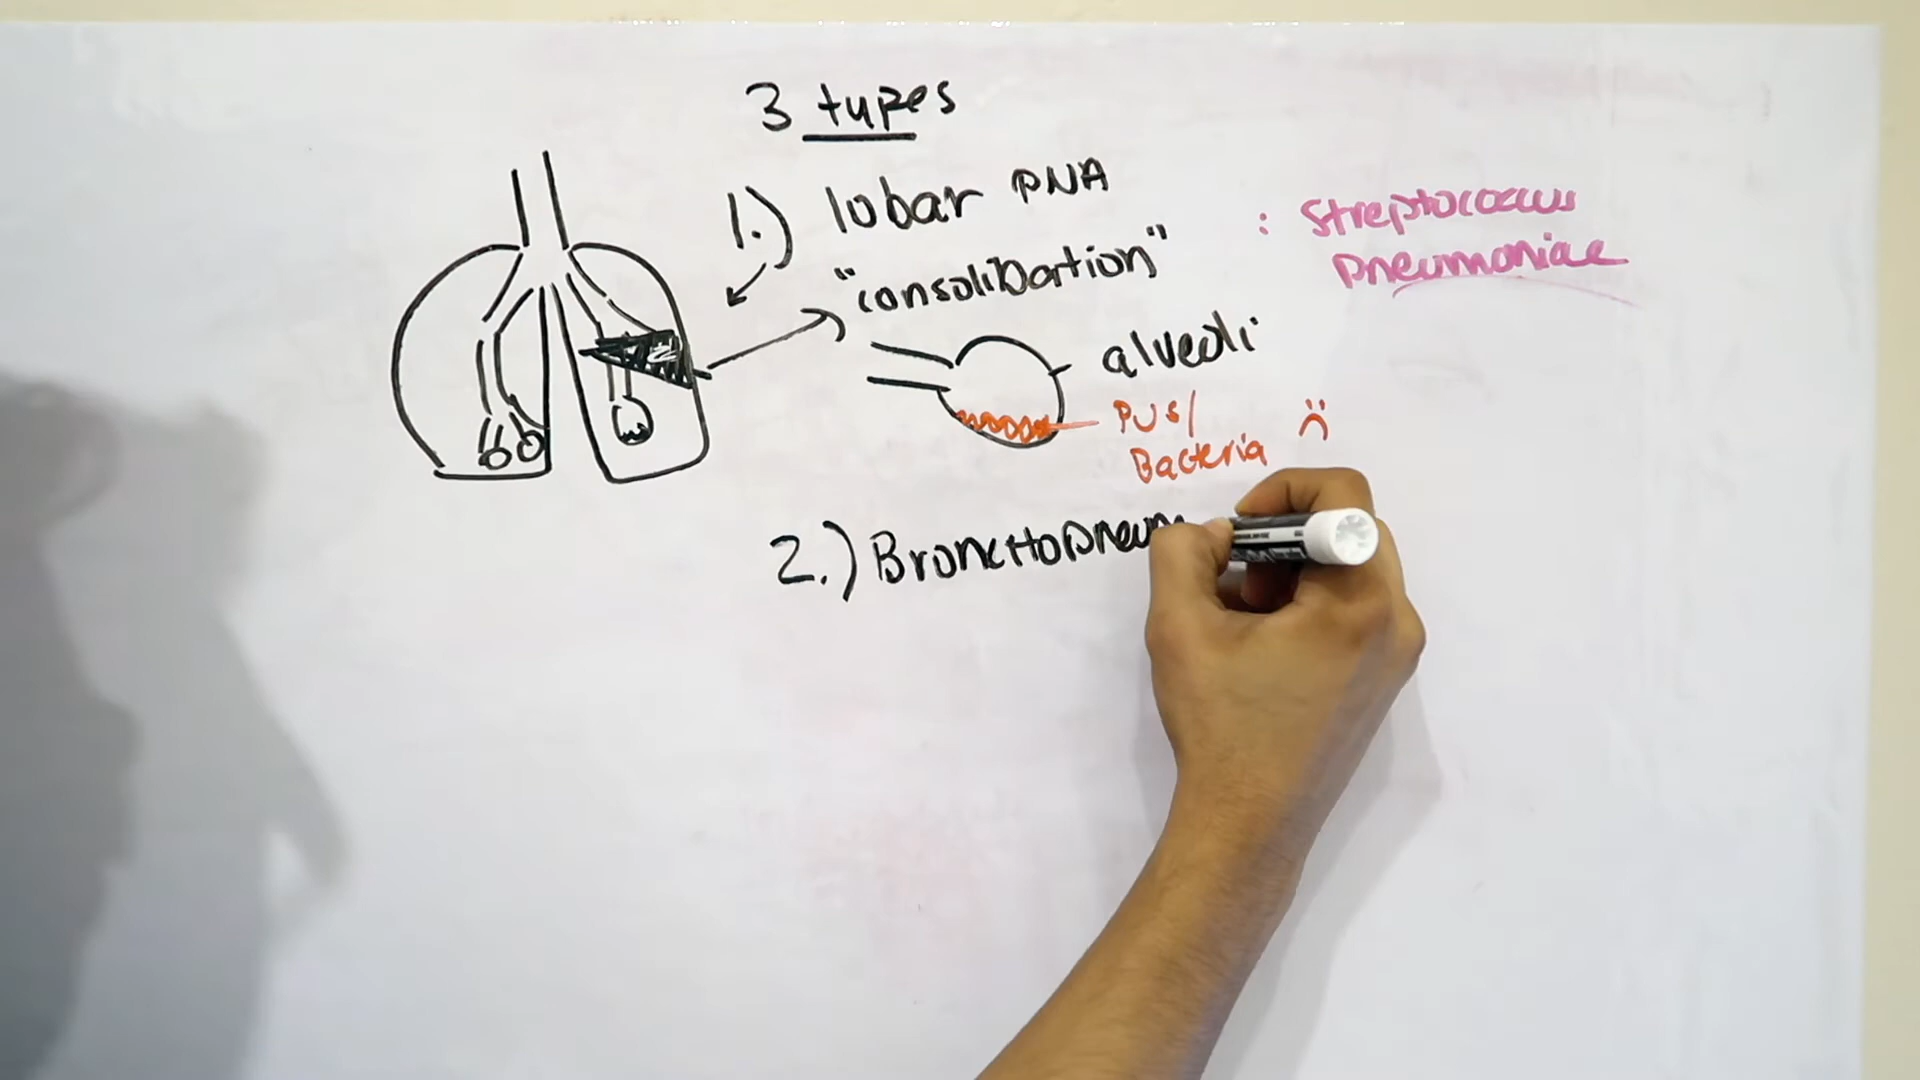 3 types
1.) lobar PNA
: Streptococcus
pneumoniae
"consolidation"
alveoli
PUS/
Bacteria
2.) Bronchopneum